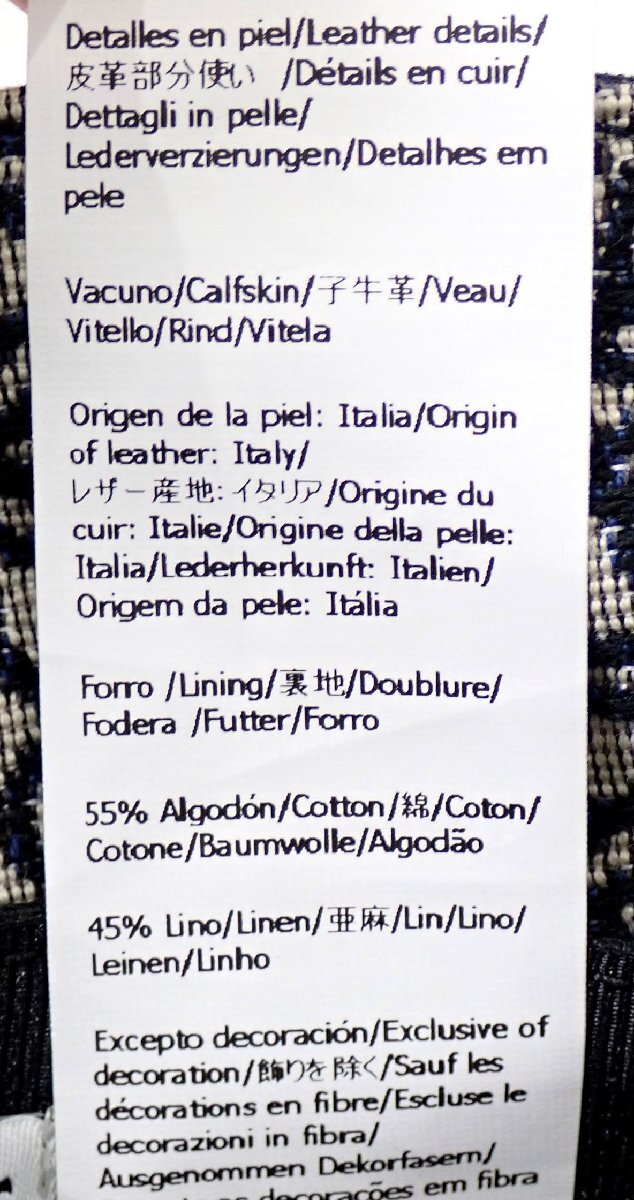 Detalles en piel/Leather details/
皮革部分使い /Détails en cuir/
Dettagli in pelle/
Lederverzierungen/Detalhes em
pele
Vacuno/Calfskin/子牛革/Veau/
Vitello/Rind/Vitela
Origen de la piel: Italia/Origin
of leather: Italy/
レザー産地:イタリア/Origine du
cuir: Italie/Origine della pelle:
Italia/Lederherkunft: Italien/
Origem da pele: Itália
Forro /Lining/裏地/Doublure/
Fodera /Futter/Forro
55% Algodón/Cotton/綿/Coton/
Cotone/Baumwolle/Algodão
45% Lino/Linen/亜麻/Lin/Lino/
Leinen/Linho
Excepto decoración/Exclusive of
decoration/飾りを除く/Sauf les
décorations en fibre/Escluse le
decorazioni in fibra/
Ausgenommen Dekorfasern/
decorações em fibra